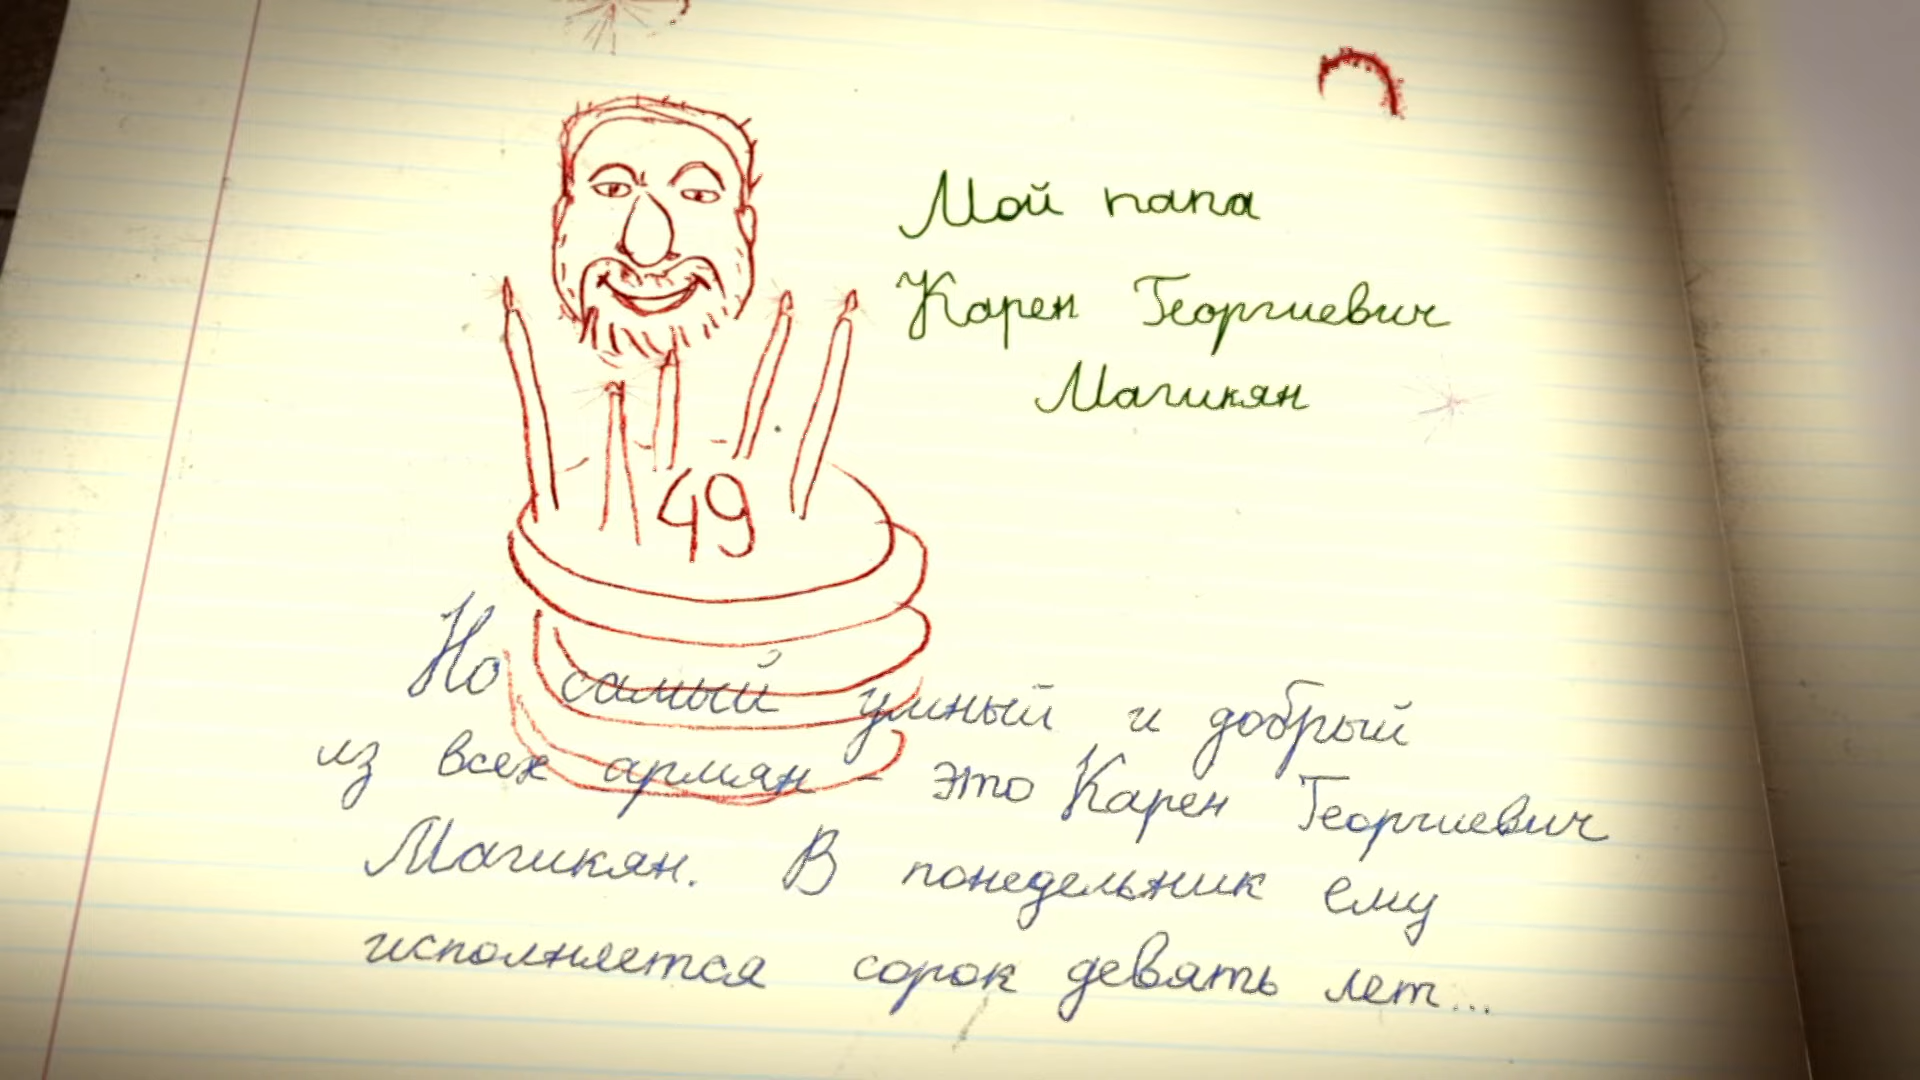 Мой папа
Карен Георгиевич
Магикян
49
Но самый умный и добрый
из всех армян - это Карен Георгиевич
Магикян. В понедельник ему
исполняется сорок девять лет...